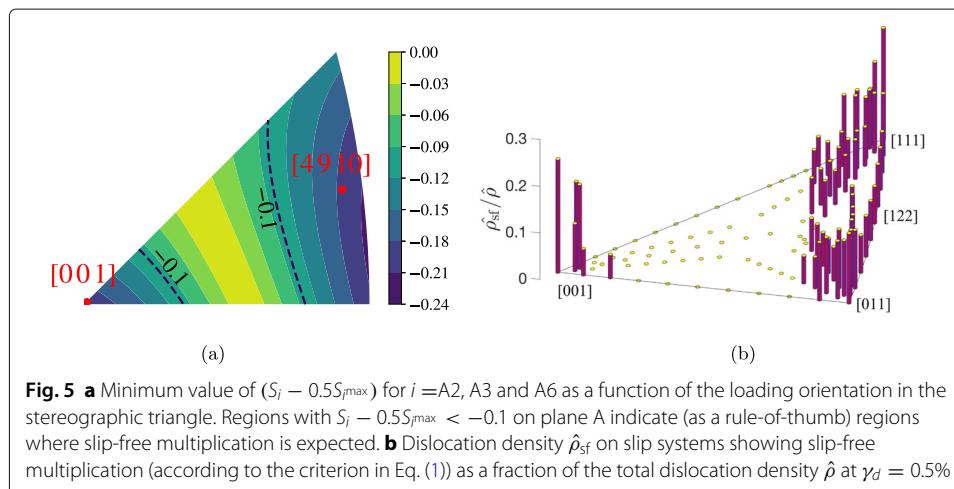 0.00
−0.03
−0.06
−0.09
−0.12
−0.15
−0.18
−0.21
−0.24
[4 9 10]
−0.1
−0.1
[0 0 1]
(a)
0.3
0.2
0.1
0
ρ̂sf/ρ̂
[111]
[122]
[001]
[011]
(b)
Fig. 5 a Minimum value of (Si − 0.5Sjmax) for i =A2, A3 and A6 as a function of the loading orientation in the
stereographic triangle. Regions with Si − 0.5Sjmax < −0.1 on plane A indicate (as a rule-of-thumb) regions
where slip-free multiplication is expected. b Dislocation density ρ̂sf on slip systems showing slip-free
multiplication (according to the criterion in Eq. (1)) as a fraction of the total dislocation density ρ̂ at γd = 0.5%